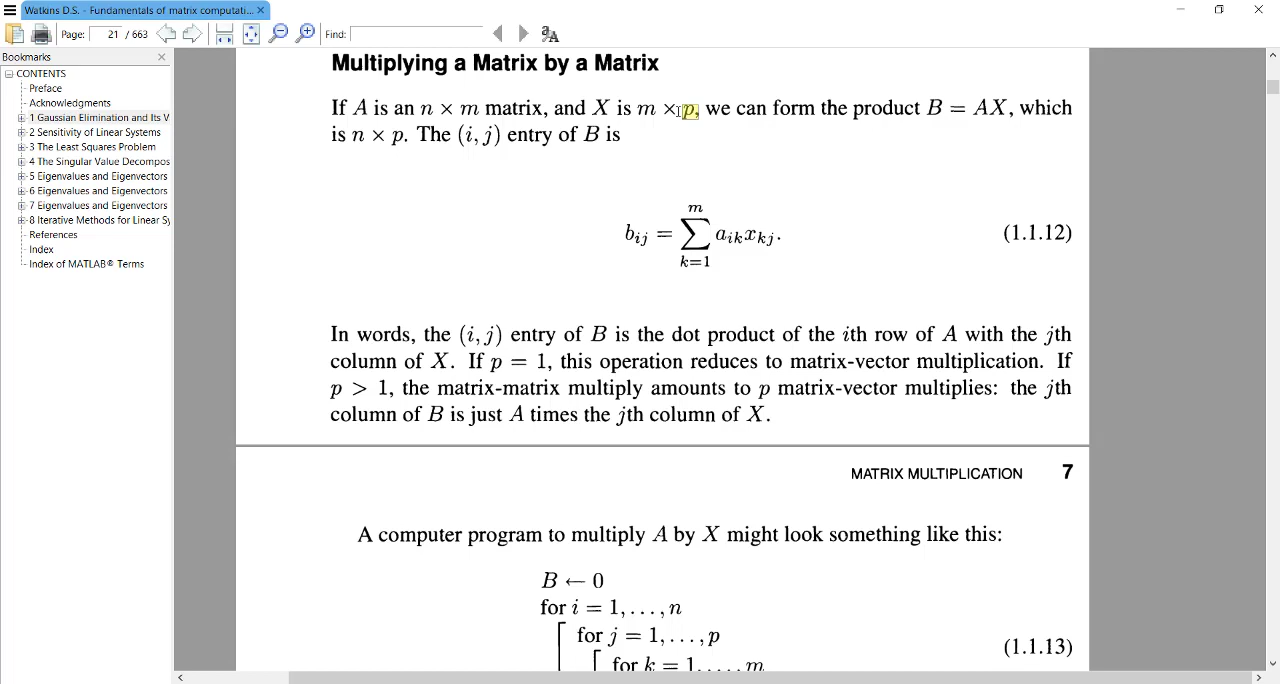 Watkins D.S. - Fundamentals of matrix computati...
Page: 21 / 663 Find:
Bookmarks
CONTENTS
Preface
Acknowledgments
1 Gaussian Elimination and Its V
2 Sensitivity of Linear Systems
3 The Least Squares Problem
4 The Singular Value Decompos
5 Eigenvalues and Eigenvectors
6 Eigenvalues and Eigenvectors
7 Eigenvalues and Eigenvectors
8 Iterative Methods for Linear Sy
References
Index
Index of MATLAB® Terms
Multiplying a Matrix by a Matrix
If A is an n × m matrix, and X is m × p, we can form the product B = AX, which
is n × p. The (i, j) entry of B is
m
b_{ij} = ∑ a_{ik}x_{kj}. (1.1.12)
k=1
In words, the (i, j) entry of B is the dot product of the ith row of A with the jth
column of X. If p = 1, this operation reduces to matrix-vector multiplication. If
p > 1, the matrix-matrix multiply amounts to p matrix-vector multiplies: the jth
column of B is just A times the jth column of X.
MATRIX MULTIPLICATION 7
A computer program to multiply A by X might look something like this:
B ← 0
for i = 1, . . . , n
for j = 1, . . . , p
(1.1.13)
for k = 1, . . . , m